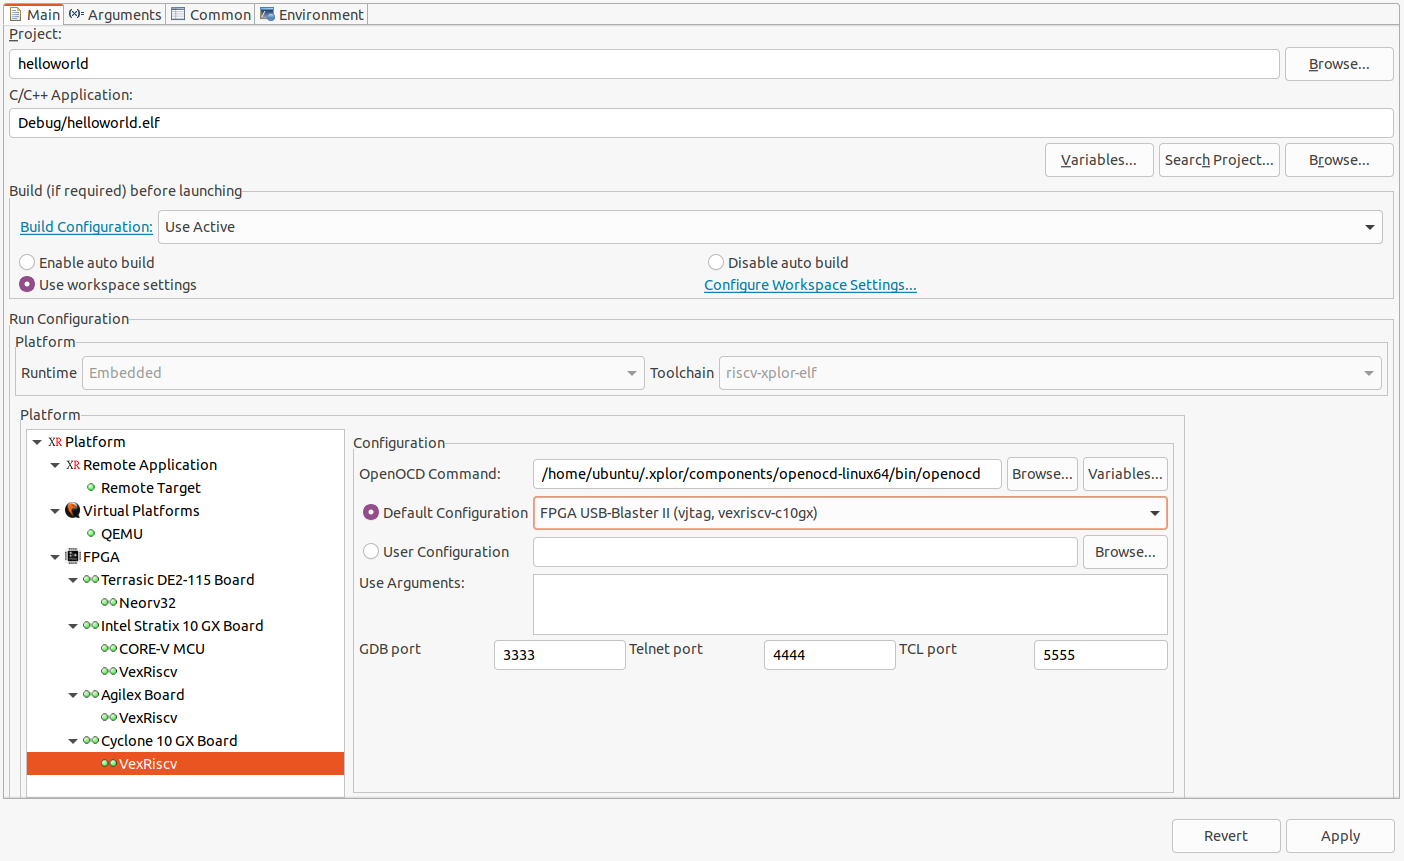 Main (x)= Arguments Common Environment
Project:
helloworld Browse...
C/C++ Application:
Debug/helloworld.elf
Variables... Search Project... Browse...
Build (if required) before launching
Build Configuration: Use Active
Enable auto build Disable auto build
Use workspace settings Configure Workspace Settings...
Run Configuration
Platform
Runtime Embedded Toolchain riscv-xplor-elf
Platform
XR Platform
XR Remote Application
Remote Target
Virtual Platforms
QEMU
FPGA
Terrasic DE2-115 Board
Neorv32
Intel Stratix 10 GX Board
CORE-V MCU
VexRiscv
Agilex Board
VexRiscv
Cyclone 10 GX Board
VexRiscv
Configuration
OpenOCD Command: /home/ubuntu/.xplor/components/openocd-linux64/bin/openocd Browse... Variables...
Default Configuration FPGA USB-Blaster II (vjtag, vexriscv-c10gx)
User Configuration Browse...
Use Arguments:
GDB port 3333 Telnet port 4444 TCL port 5555
Revert Apply